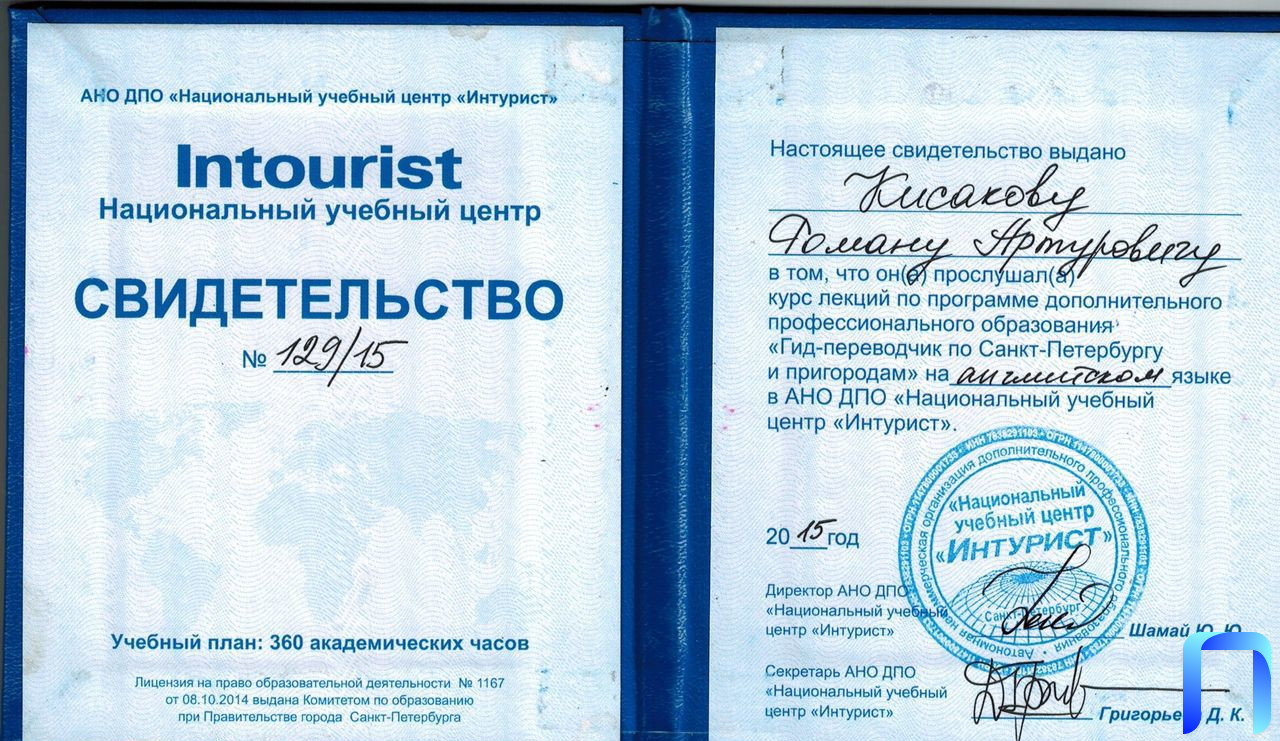 АНО ДПО «Национальный учебный центр «Интурист»
Intourist
Национальный учебный центр
СВИДЕТЕЛЬСТВО
№ 129/15
Учебный план: 360 академических часов
Лицензия на право образовательной деятельности № 1167
от 08.10.2014 выдана Комитетом по образованию
при Правительстве города Санкт-Петербурга
Настоящее свидетельство выдано
Кисакову
Роману Артуровичу
в том, что он(а) прослушал(а)
курс лекций по программе дополнительного
профессионального образования
«Гид-переводчик по Санкт-Петербургу
и пригородам» на английском языке
в АНО ДПО «Национальный учебный
центр «Интурист».
«Национальный
учебный центр
«ИНТУРИСТ»
Санкт-Петербург
2015 год
Директор АНО ДПО
«Национальный учебный
центр «Интурист»
Шамай Ю. Ю.
Секретарь АНО ДПО
«Национальный учебный
центр «Интурист»
Д. К.